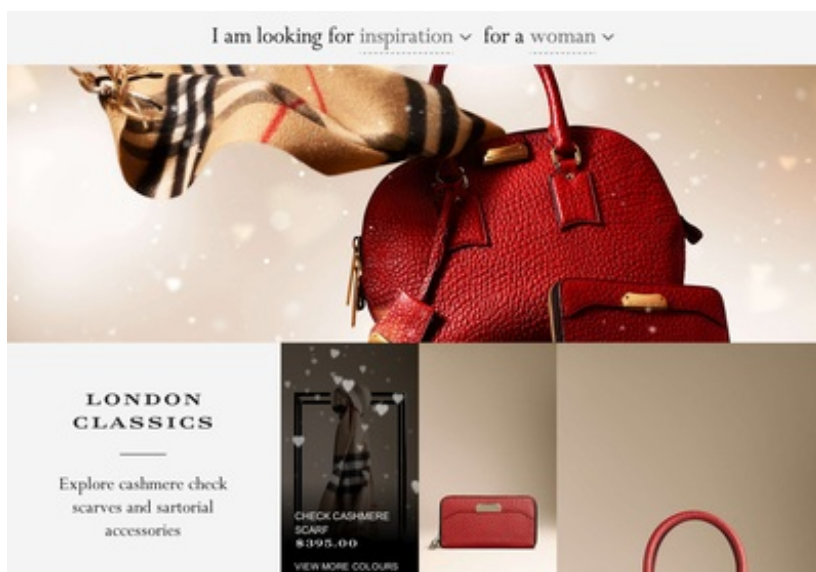 I am looking for inspiration for a woman
LONDON
CLASSICS
Explore cashmere check
scarves and sartorial
accessories
CHECK CASHMERE
SCARF
$395.00
VIEW MORE COLOURS